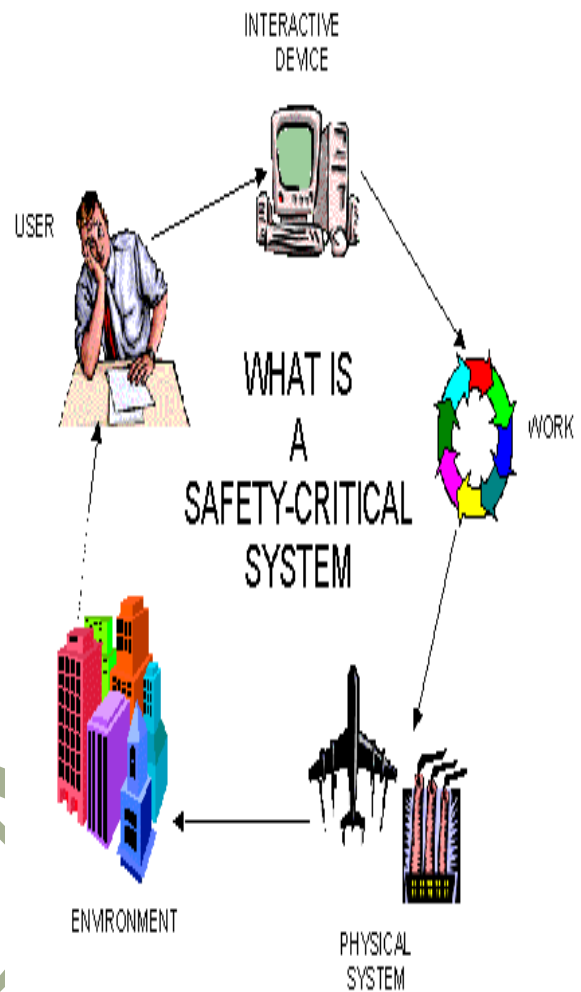 INTERACTIVE
DEVICE
USER
WHAT IS
A
SAFETY-CRITICAL
SYSTEM
WORK
ENVIRONMENT
PHYSICAL
SYSTEM